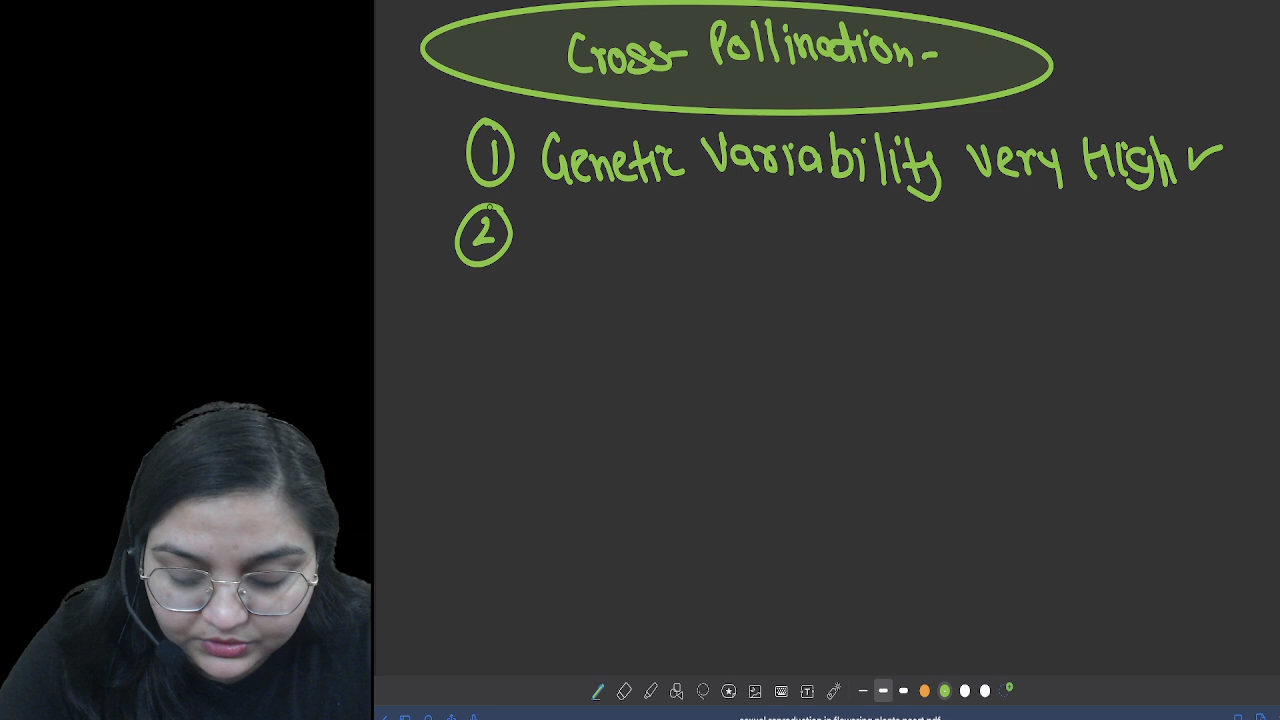 Cross- Pollination-
① Genetic Variability very High ✓
②